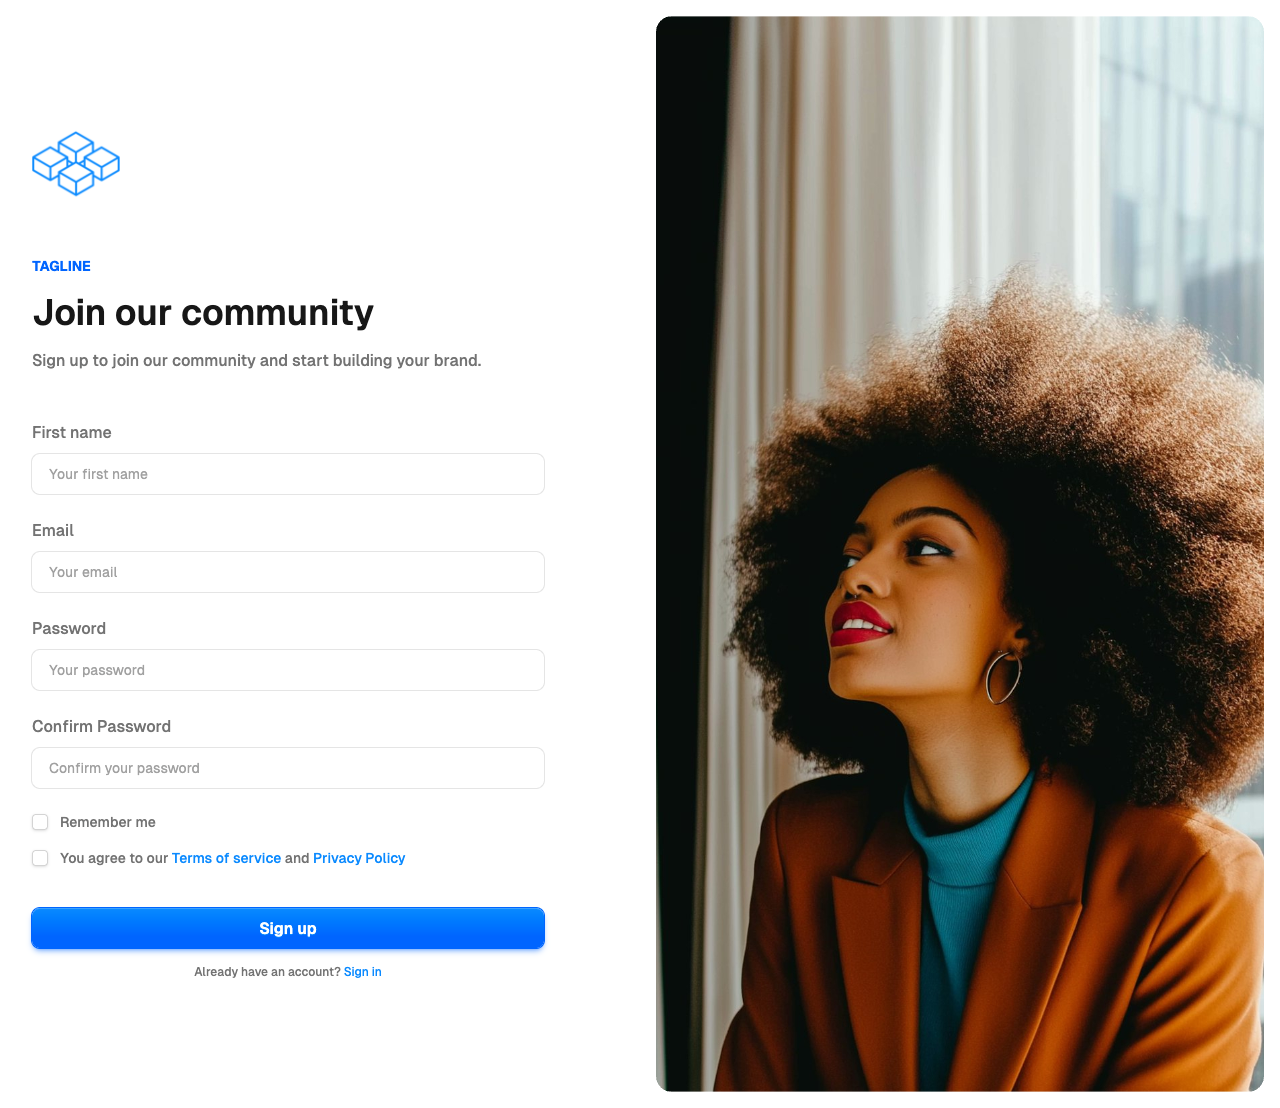 TAGLINE
Join our community
Sign up to join our community and start building your brand.
First name
Your first name
Email
Your email
Password
Your password
Confirm Password
Confirm your password
Remember me
You agree to our Terms of service and Privacy Policy
Sign up
Already have an account? Sign in